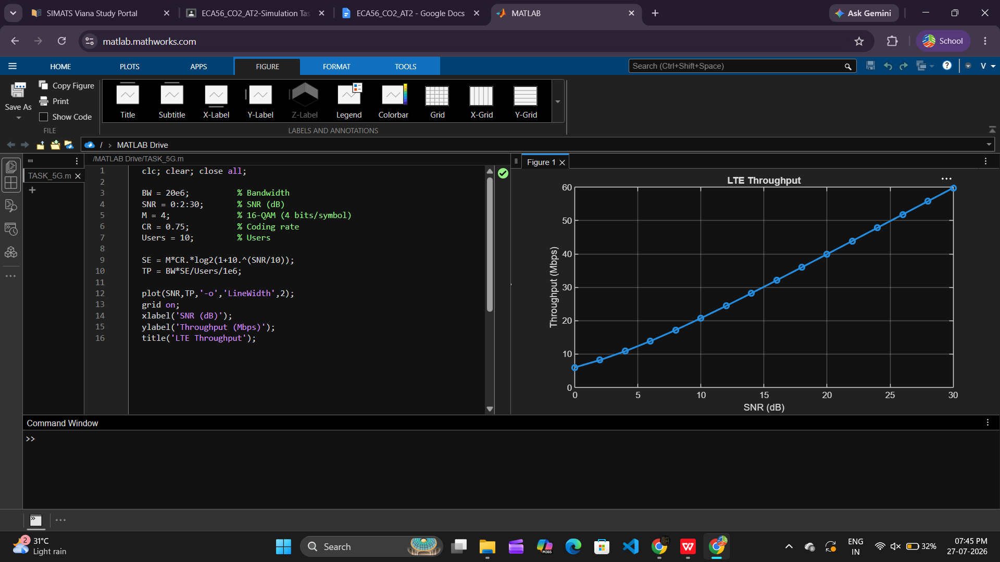 SIMATS Viana Study Portal
ECA56_CO2_AT2-Simulation Tas
ECA56_CO2_AT2 - Google Docs
MATLAB
Ask Gemini
matlab.mathworks.com
School
HOME
PLOTS
APPS
FIGURE
FORMAT
TOOLS
Search (Ctrl+Shift+Space)
V
Save As
Copy Figure
Print
Show Code
FILE
Title
Subtitle
X-Label
Y-Label
Z-Label
Legend
Colorbar
Grid
X-Grid
Y-Grid
LABELS AND ANNOTATIONS
/ › MATLAB Drive
TASK_5G.m
/MATLAB Drive/TASK_5G.m
1 clc; clear; close all;
2
3 BW = 20e6; % Bandwidth
4 SNR = 0:2:30; % SNR (dB)
5 M = 4; % 16-QAM (4 bits/symbol)
6 CR = 0.75; % Coding rate
7 Users = 10; % Users
8
9 SE = M*CR.*log2(1+10.^(SNR/10));
10 TP = BW*SE/Users/1e6;
11
12 plot(SNR,TP,'-o','LineWidth',2);
13 grid on;
14 xlabel('SNR (dB)');
15 ylabel('Throughput (Mbps)');
16 title('LTE Throughput');
Figure 1
LTE Throughput
Throughput (Mbps)
60
50
40
30
20
10
0
0 5 10 15 20 25 30
SNR (dB)
Command Window
>>
2
31°C
Light rain
Search
M365
ENG
IN
32%
07:45 PM
27-07-2026